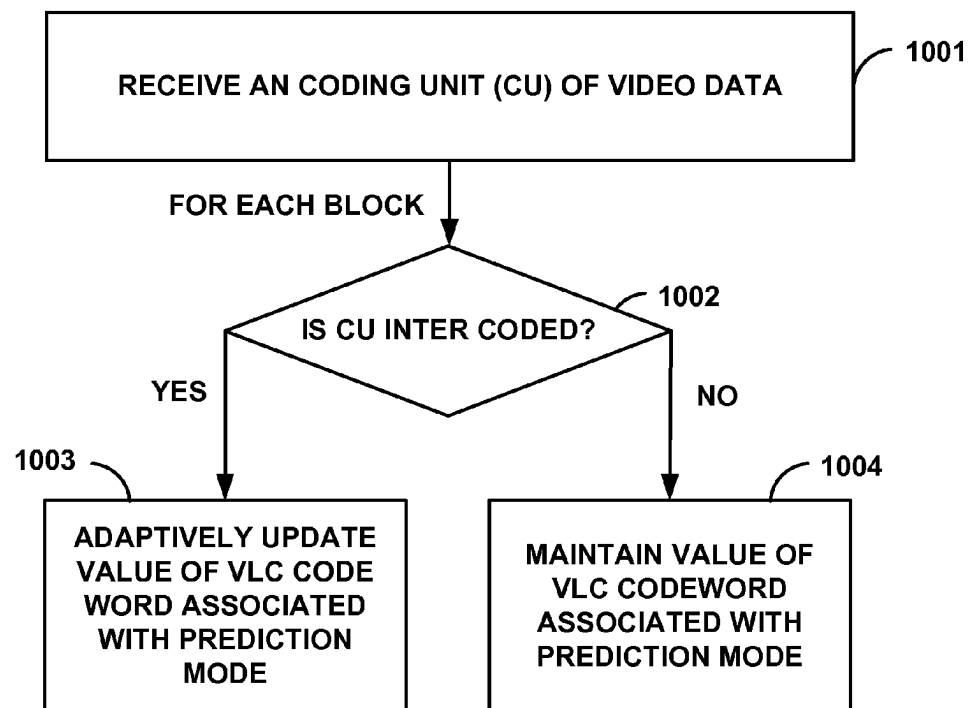 RECEIVE AN CODING UNIT (CU) OF VIDEO DATA
1001
FOR EACH BLOCK
IS CU INTER CODED?
1002
YES
NO
1003
ADAPTIVELY UPDATE
VALUE OF VLC CODE
WORD ASSOCIATED
WITH PREDICTION
MODE
1004
MAINTAIN VALUE OF
VLC CODEWORD
ASSOCIATED WITH
PREDICTION MODE